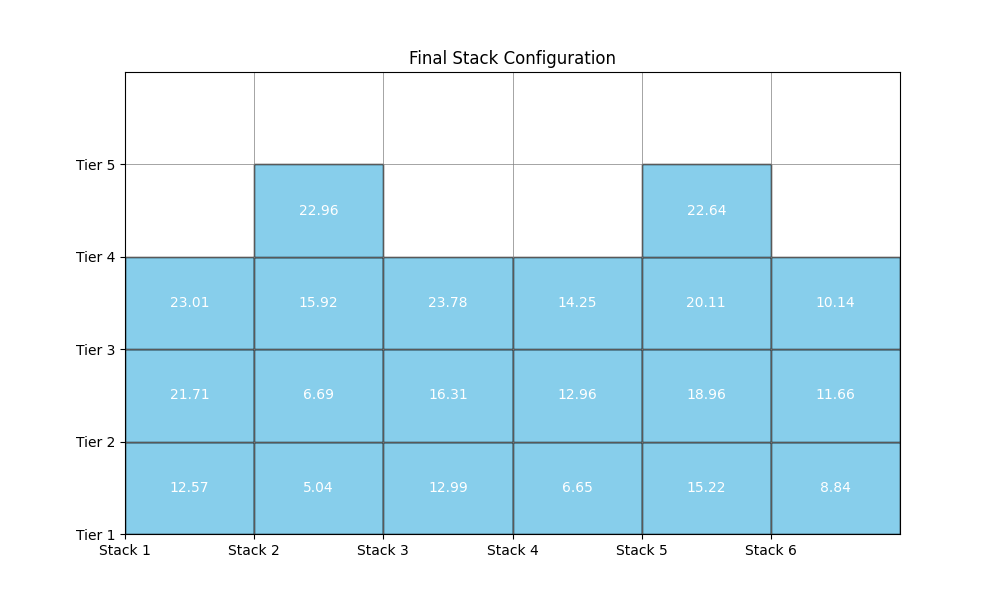 Final Stack Configuration
Tier 5
22.96 22.64
Tier 4
23.01 15.92 23.78 14.25 20.11 10.14
Tier 3
21.71 6.69 16.31 12.96 18.96 11.66
Tier 2
12.57 5.04 12.99 6.65 15.22 8.84
Tier 1
Stack 1 Stack 2 Stack 3 Stack 4 Stack 5 Stack 6